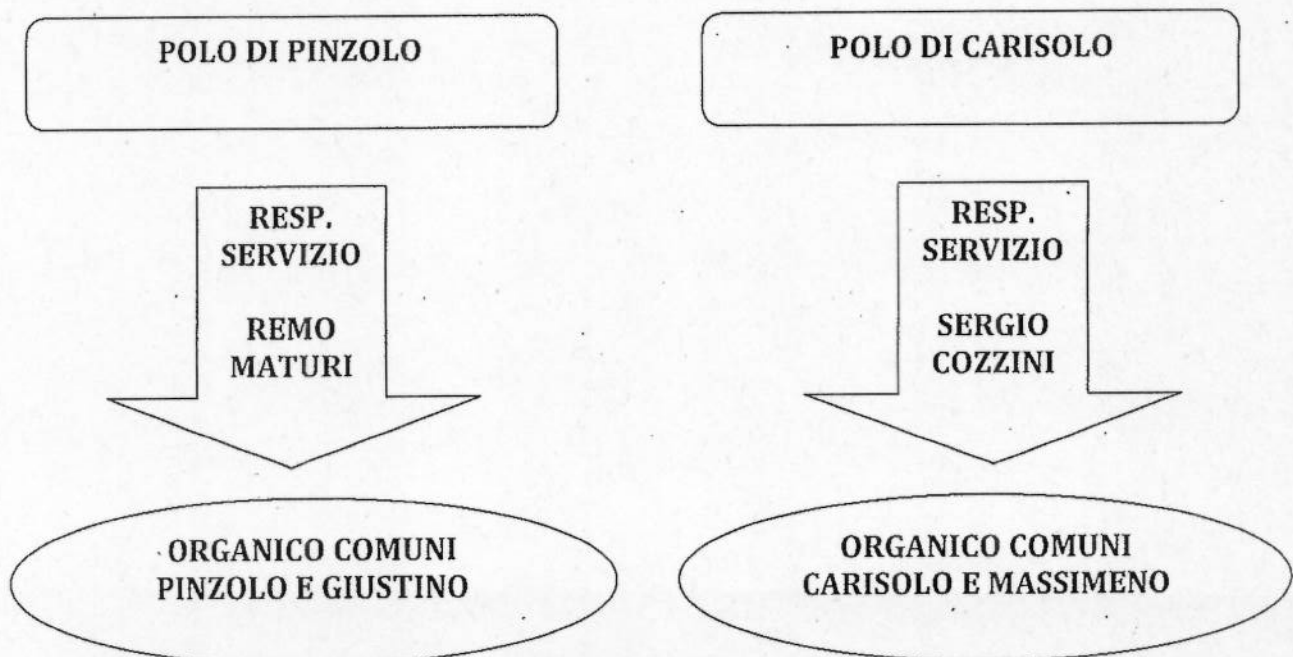 POLO DI PINZOLO
RESP.
SERVIZIO
REMO
MATURI
ORGANICO COMUNI
PINZOLO E GIUSTINO
POLO DI CARISOLO
RESP.
SERVIZIO
SERGIO
COZZINI
ORGANICO COMUNI
CARISOLO E MASSIMENO